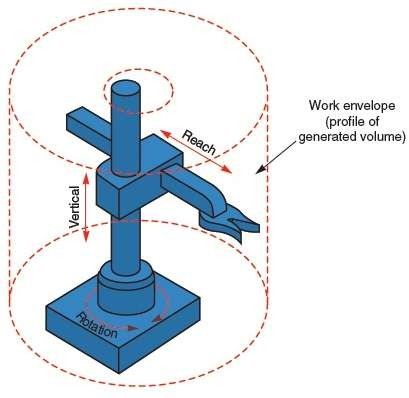 Work envelope
(profile of
generated volume)
Reach
Vertical
Rotation